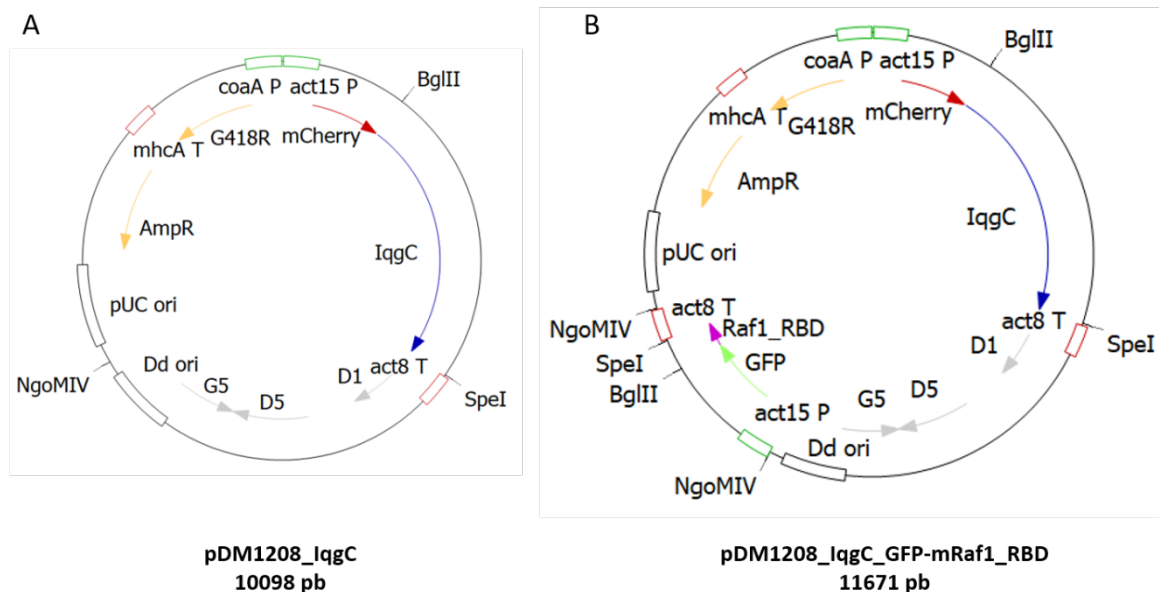 A
coaA P act15 P
BglII
mhcA T
G418R
mCherry
AmpR
IqgC
pUC ori
NgoMIV
Dd ori
G5
D5
D1
act8 T
SpeI
pDM1208_IqgC
10098 pb
B
coaA P act15 P
BglII
mhcA T
G418R
mCherry
AmpR
IqgC
pUC ori
act8 T
NgoMIV
Raf1_RBD
SpeI
GFP
BglII
act15 P
G5
D5
D1
act8 T
SpeI
Dd ori
NgoMIV
pDM1208_IqgC_GFP-mRaf1_RBD
11671 pb